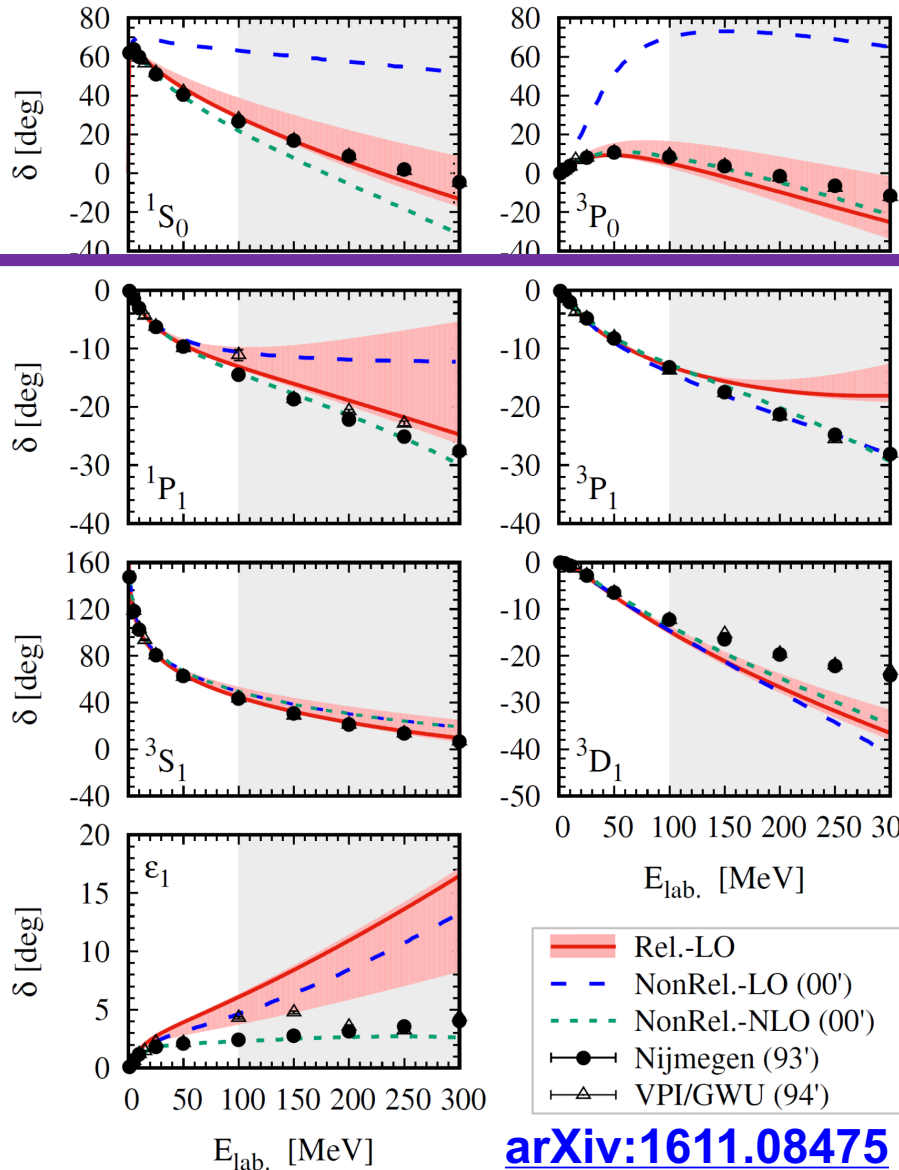 δ [deg]
80
60
40
20
0
-20
-40
¹S₀
80
60
40
20
0
-20
-40
³P₀
δ [deg]
0
-10
-20
-30
-40
¹P₁
0
-10
-20
-30
-40
³P₁
δ [deg]
160
120
80
40
0
-40
³S₁
0
-10
-20
-30
-40
-50
³D₁
0 50 100 150 200 250 30
E_lab. [MeV]
δ [deg]
20
15
10
5
0
ε₁
0 50 100 150 200 250 300
E_lab. [MeV]
Rel.-LO
NonRel.-LO (00')
NonRel.-NLO (00')
Nijmegen (93')
VPI/GWU (94')
arXiv:1611.08475